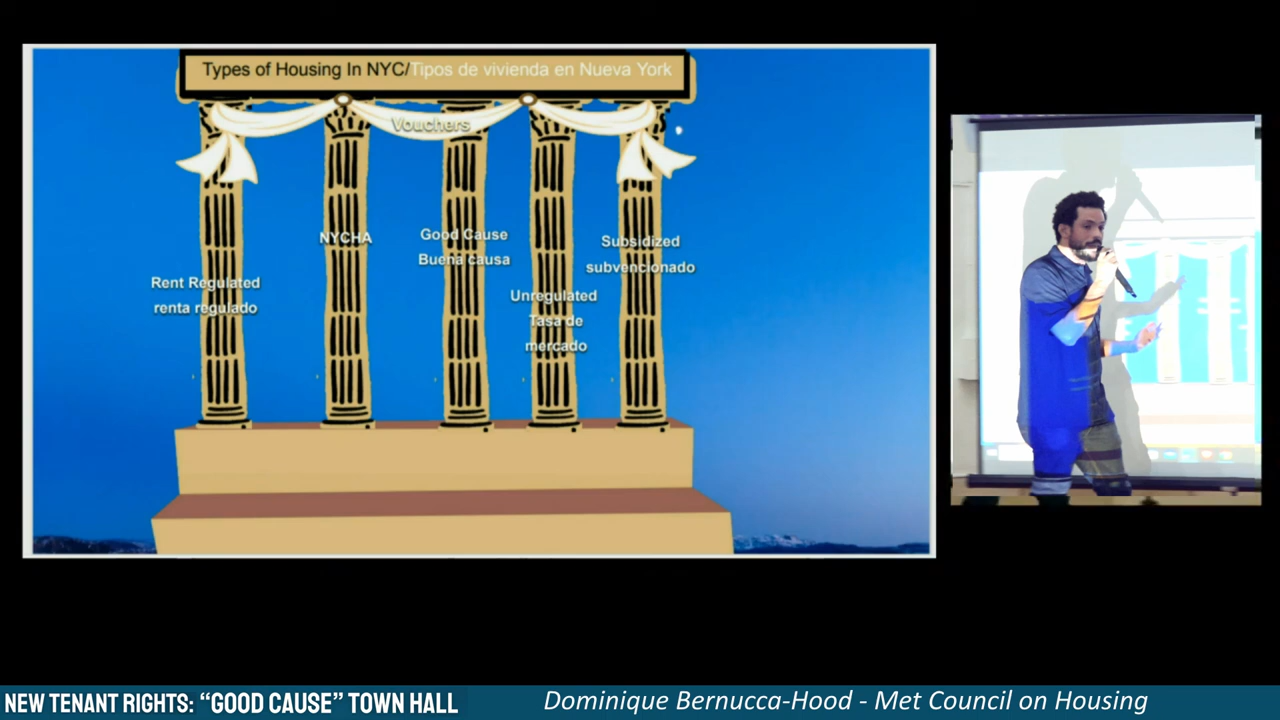 Types of Housing In NYC/Tipos de vivienda en Nueva York
Vouchers
Rent Regulated
renta regulado
NYCHA
Good Cause
Buena causa
Unregulated
Tasa de
mercado
Subsidized
subvencionado
NEW TENANT RIGHTS: “GOOD CAUSE” TOWN HALL
Dominique Bernucca-Hood - Met Council on Housing